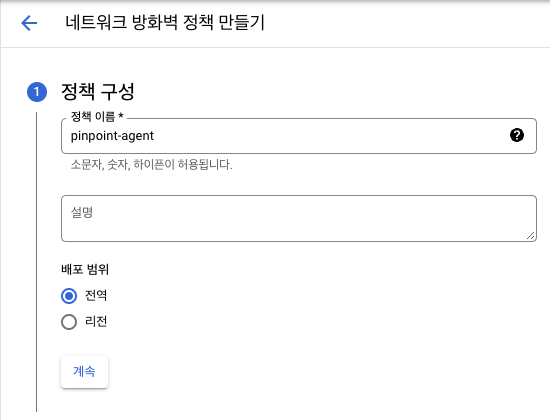 네트워크 방화벽 정책 만들기
1 정책 구성
정책 이름 *
pinpoint-agent
?
소문자, 숫자, 하이픈이 허용됩니다.
설명
배포 범위
전역
리전
계속